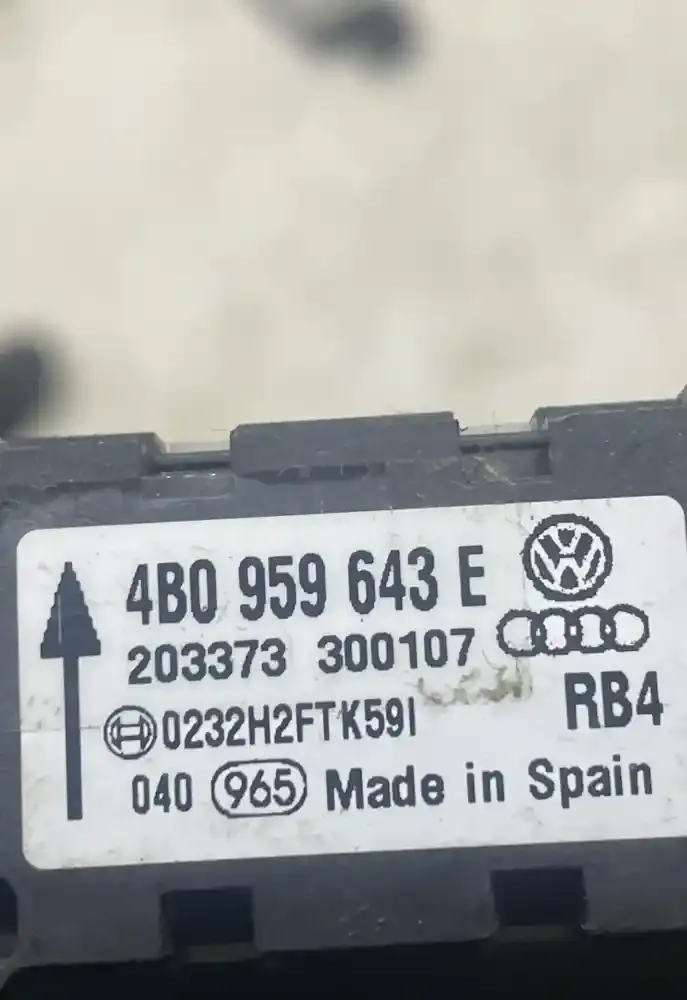 4B0 959 643 E
203373 300107
0232H2FTK59I
RB4
040 965 Made in Spain